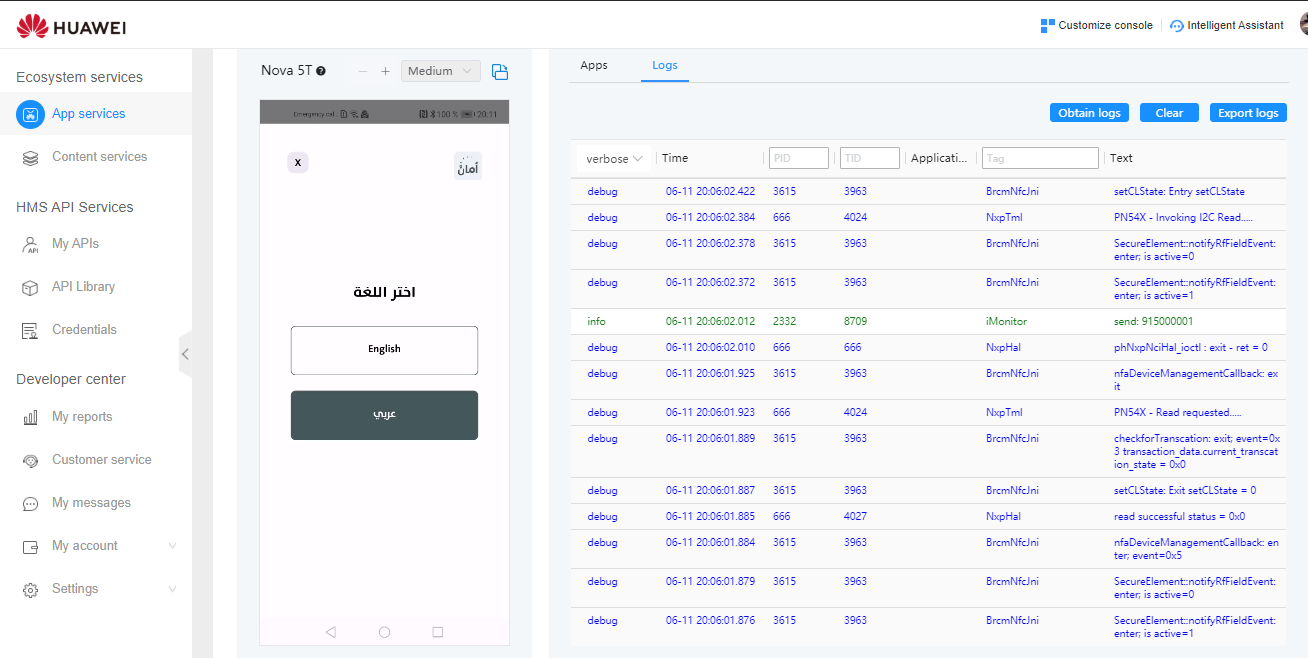 HUAWEI
Customize console
Intelligent Assistant
Ecosystem services
App services
Content services
HMS API Services
My APIs
API Library
Credentials
Developer center
My reports
Customer service
My messages
My account
Settings
Nova 5T
Medium
Emergency cal...
100 %
20:11
X
أمان
اختر اللغة
English
عربي
Apps
Logs
Obtain logs
Clear
Export logs
verbose Time PID TID Applicati... Tag Text
debug 06-11 20:06:02.422 3615 3963 BrcmNfcJni setCLState: Entry setCLState
debug 06-11 20:06:02.384 666 4024 NxpTml PN54X - Invoking I2C Read.....
debug 06-11 20:06:02.378 3615 3963 BrcmNfcJni SecureElement::notifyRfFieldEvent:
enter; is active=0
debug 06-11 20:06:02.372 3615 3963 BrcmNfcJni SecureElement::notifyRfFieldEvent:
enter; is active=1
info 06-11 20:06:02.012 2332 8709 iMonitor send: 915000001
debug 06-11 20:06:02.010 666 666 NxpHal phNxpNciHal_ioctl : exit - ret = 0
debug 06-11 20:06:01.925 3615 3963 BrcmNfcJni nfaDeviceManagementCallback: ex
it
debug 06-11 20:06:01.923 666 4024 NxpTml PN54X - Read requested.....
debug 06-11 20:06:01.889 3615 3963 BrcmNfcJni checkforTranscation: exit; event=0x
3 transaction_data.current_transcat
ion_state = 0x0
debug 06-11 20:06:01.887 3615 3963 BrcmNfcJni setCLState: Exit setCLState = 0
debug 06-11 20:06:01.885 666 4027 NxpHal read successful status = 0x0
debug 06-11 20:06:01.884 3615 3963 BrcmNfcJni nfaDeviceManagementCallback: en
ter; event=0x5
debug 06-11 20:06:01.879 3615 3963 BrcmNfcJni SecureElement::notifyRfFieldEvent:
enter; is active=0
debug 06-11 20:06:01.876 3615 3963 BrcmNfcJni SecureElement::notifyRfFieldEvent:
enter; is active=1